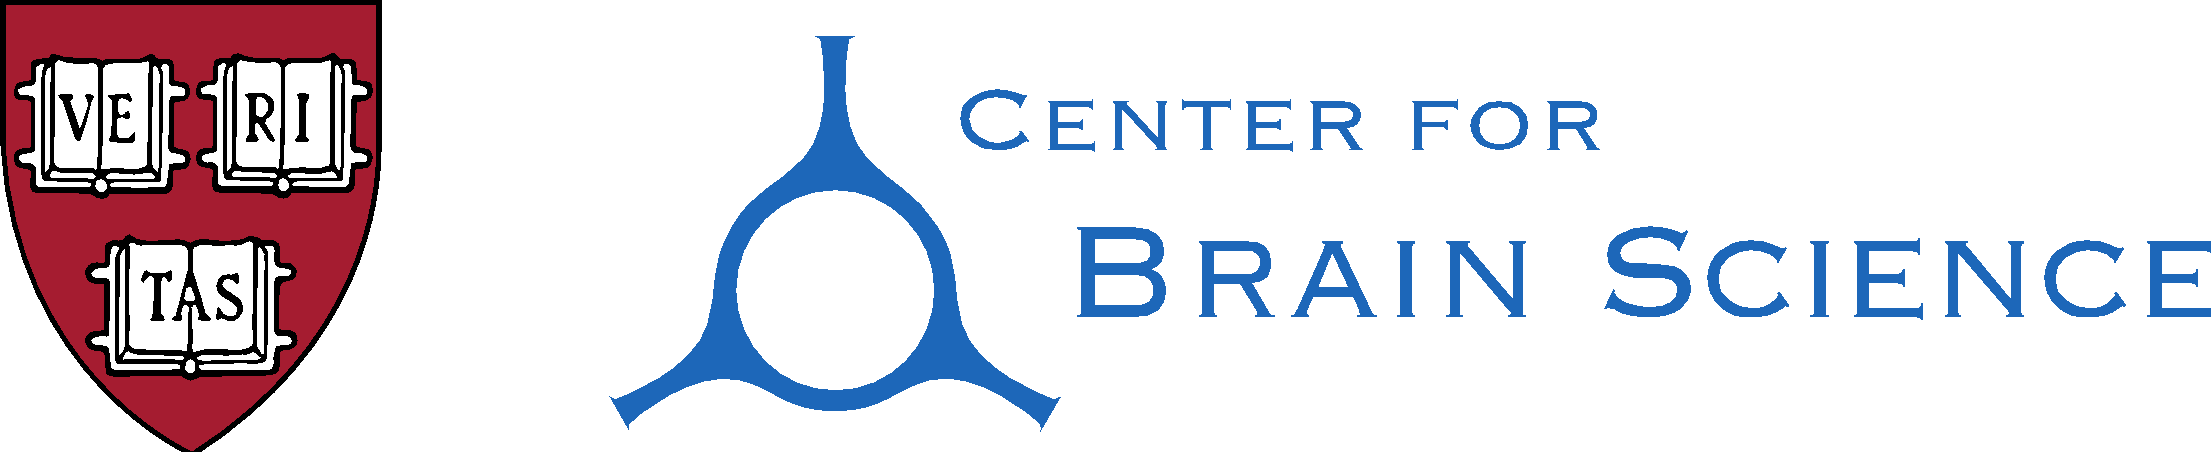 VE RI
TAS
CENTER FOR
BRAIN SCIENCE